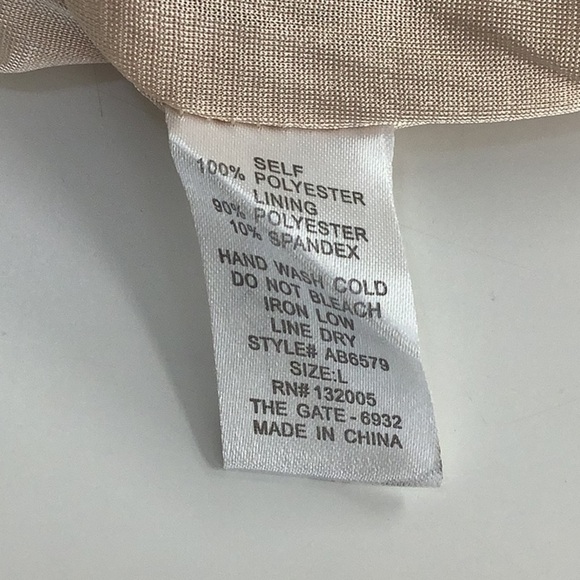 SELF
100% POLYESTER
LINING
90% POLYESTER
10% SPANDEX
HAND WASH COLD
DO NOT BLEACH
IRON LOW
LINE DRY
STYLE# AB6579
SIZE:L
RN# 132005
THE GATE - 6932
MADE IN CHINA